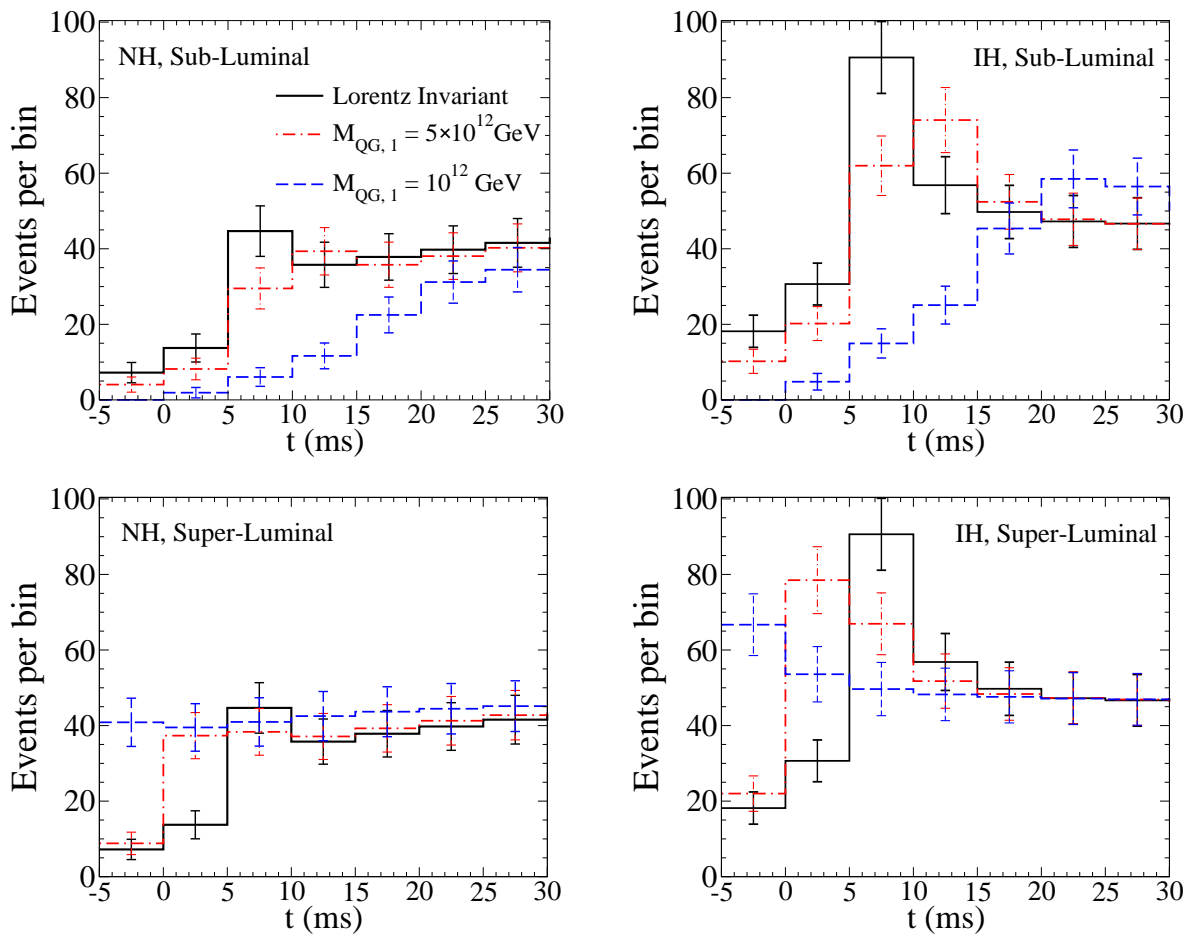 100
80
60
40
20
0
Events per bin
NH, Sub-Luminal
Lorentz Invariant
M_{QG, 1} = 5×10^{12}GeV
M_{QG, 1} = 10^{12} GeV
-5 0 5 10 15 20 25 30
t (ms)
100
80
60
40
20
0
Events per bin
IH, Sub-Luminal
-5 0 5 10 15 20 25 30
t (ms)
100
80
60
40
20
0
Events per bin
NH, Super-Luminal
-5 0 5 10 15 20 25 30
t (ms)
100
80
60
40
20
0
Events per bin
IH, Super-Luminal
-5 0 5 10 15 20 25 30
t (ms)